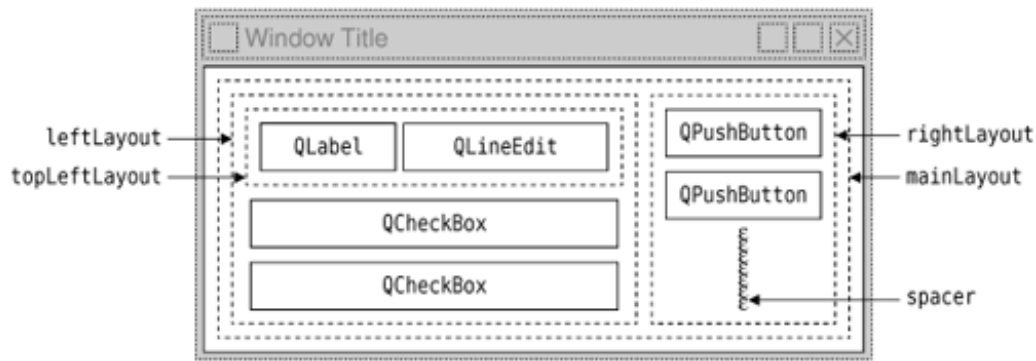 Window Title
leftLayout
topLeftLayout
QLabel
QLineEdit
QCheckBox
QCheckBox
QPushButton
QPushButton
rightLayout
mainLayout
spacer